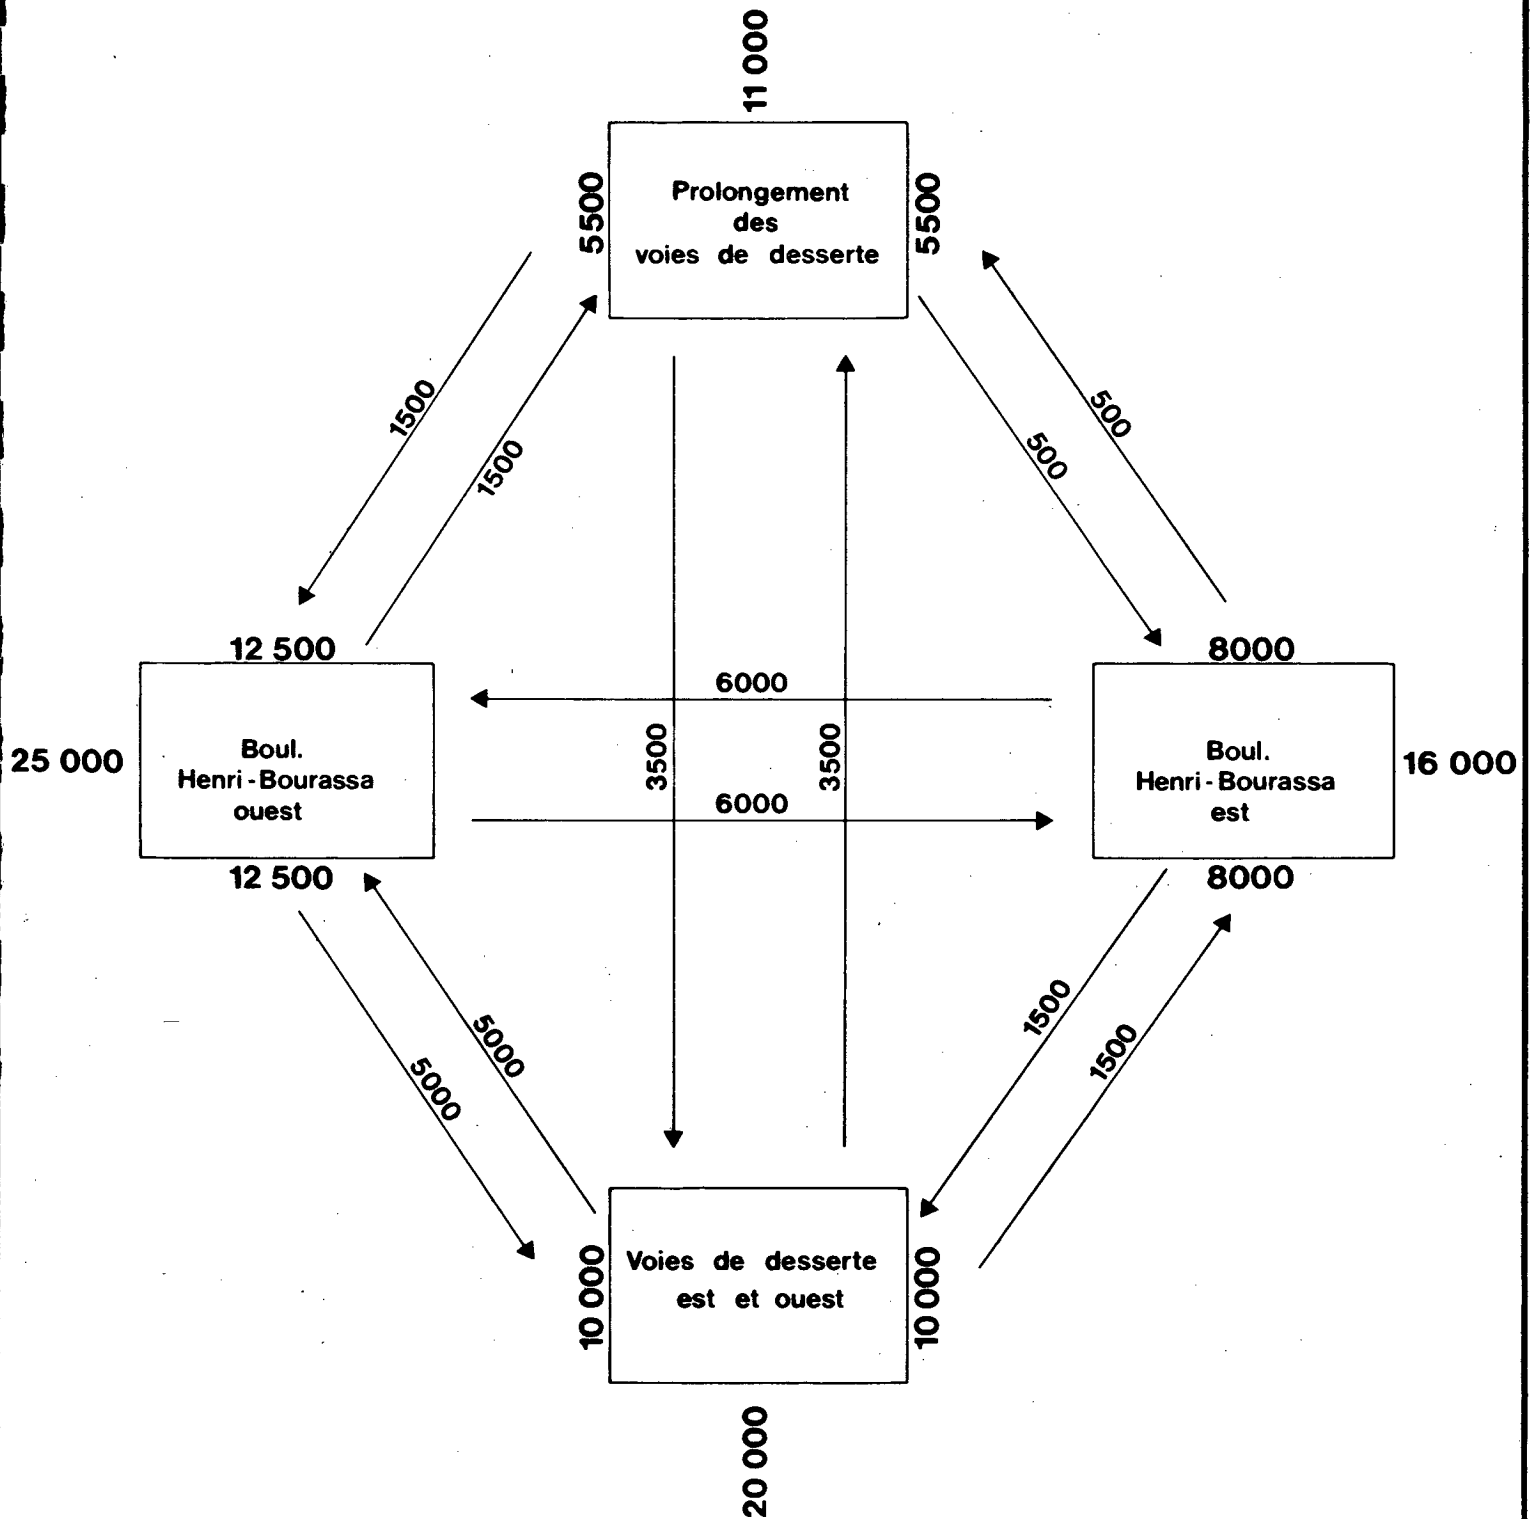 11 000
5500
Prolongement
des
voies de desserte
5500
1500
1500
500
500
12 500
8000
6000
25 000
Boul.
Henri-Bourassa
ouest
3500
3500
Boul.
Henri-Bourassa
est
16 000
6000
12 500
8000
5000
5000
1500
1500
10 000
Voies de desserte
est et ouest
10 000
20 000